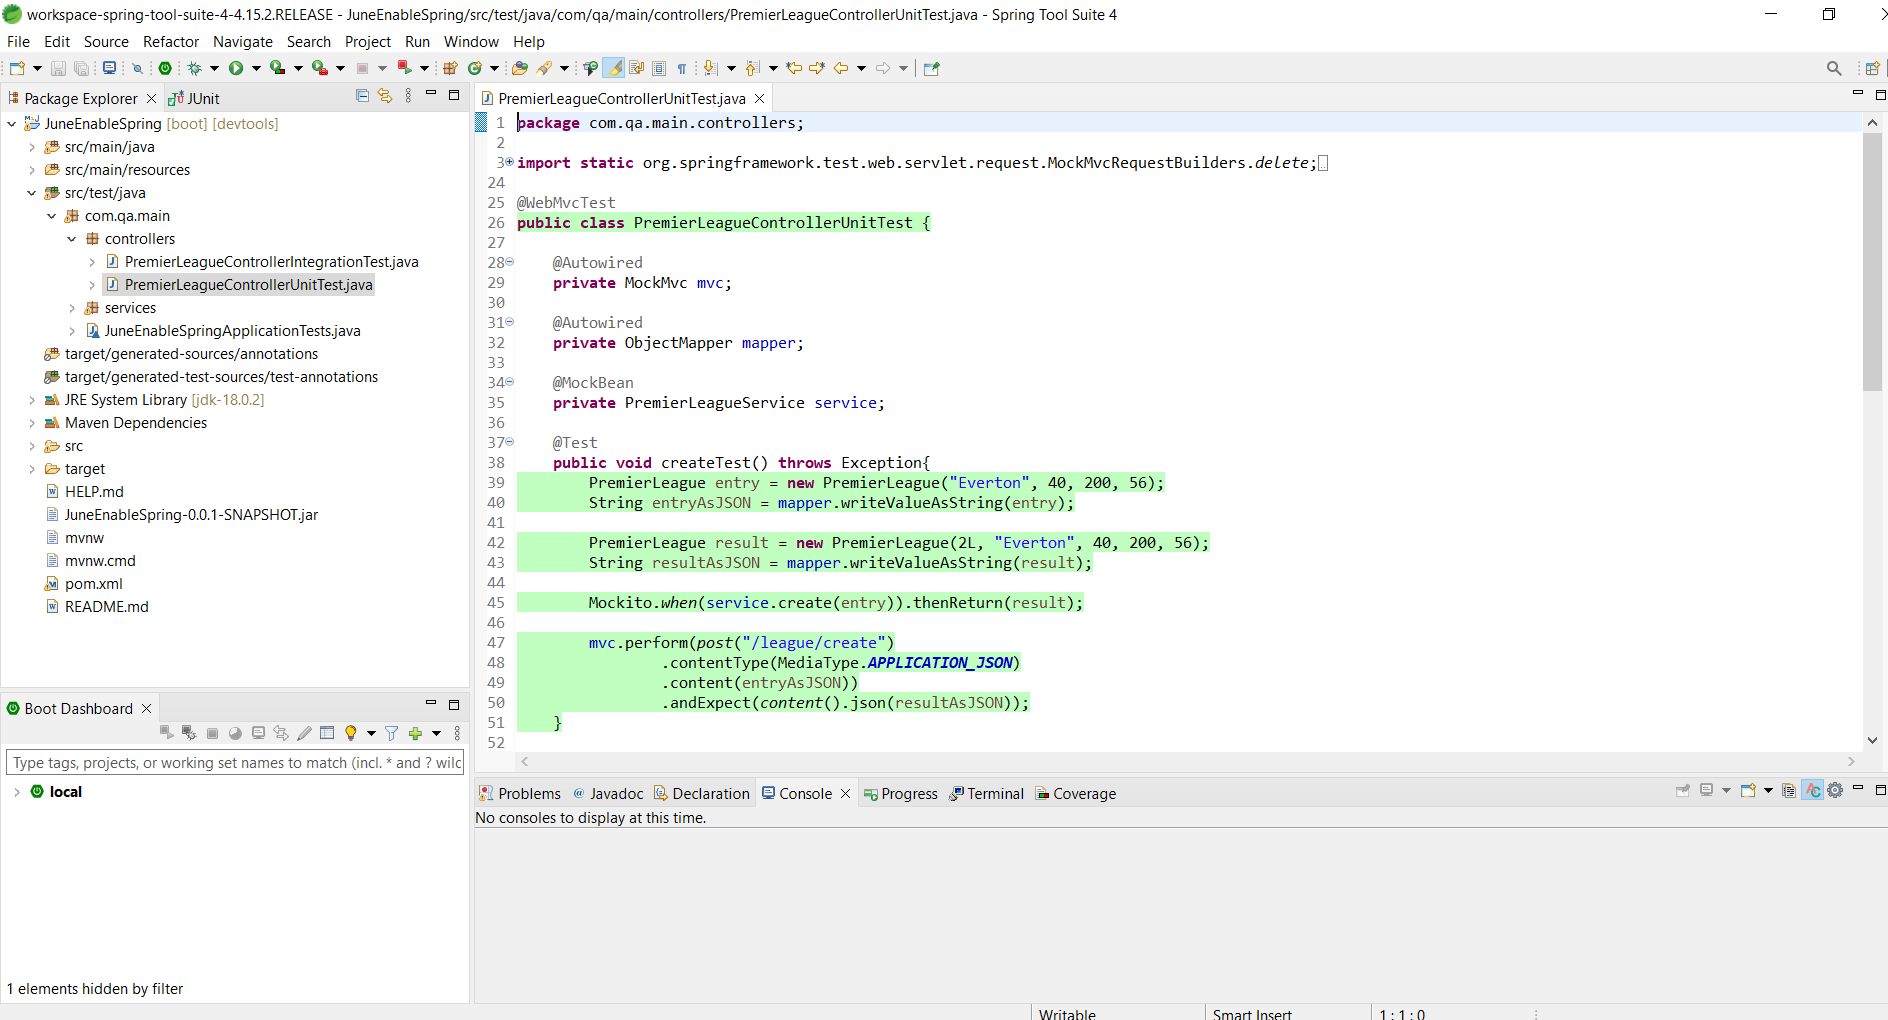 workspace-spring-tool-suite-4-4.15.2.RELEASE - JuneEnableSpring/src/test/java/com/qa/main/controllers/PremierLeagueControllerUnitTest.java - Spring Tool Suite 4
File Edit Source Refactor Navigate Search Project Run Window Help
Package Explorer JUnit
JuneEnableSpring [boot] [devtools]
src/main/java
src/main/resources
src/test/java
com.qa.main
controllers
PremierLeagueControllerIntegrationTest.java
PremierLeagueControllerUnitTest.java
services
JuneEnableSpringApplicationTests.java
target/generated-sources/annotations
target/generated-test-sources/test-annotations
JRE System Library [jdk-18.0.2]
Maven Dependencies
src
target
HELP.md
JuneEnableSpring-0.0.1-SNAPSHOT.jar
mvnw
mvnw.cmd
pom.xml
README.md
Boot Dashboard
Type tags, projects, or working set names to match (incl. * and ? wilc
local
1 elements hidden by filter
PremierLeagueControllerUnitTest.java
1 package com.qa.main.controllers;
2
3 import static org.springframework.test.web.servlet.request.MockMvcRequestBuilders.delete;
24
25 @WebMvcTest
26 public class PremierLeagueControllerUnitTest {
27
28 @Autowired
29 private MockMvc mvc;
30
31 @Autowired
32 private ObjectMapper mapper;
33
34 @MockBean
35 private PremierLeagueService service;
36
37 @Test
38 public void createTest() throws Exception{
39 PremierLeague entry = new PremierLeague("Everton", 40, 200, 56);
40 String entryAsJSON = mapper.writeValueAsString(entry);
41
42 PremierLeague result = new PremierLeague(2L, "Everton", 40, 200, 56);
43 String resultAsJSON = mapper.writeValueAsString(result);
44
45 Mockito.when(service.create(entry)).thenReturn(result);
46
47 mvc.perform(post("/league/create")
48 .contentType(MediaType.APPLICATION_JSON)
49 .content(entryAsJSON))
50 .andExpect(content().json(resultAsJSON));
51 }
52
Problems Javadoc Declaration Console Progress Terminal Coverage
No consoles to display at this time.
Writable Smart Insert 1 : 1 : 0